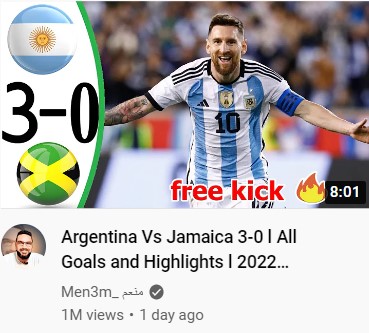 3-0
10
free kick 🔥
8:01
Argentina Vs Jamaica 3-0 l All
Goals and Highlights l 2022...
Men3m_ منعم
1M views • 1 day ago